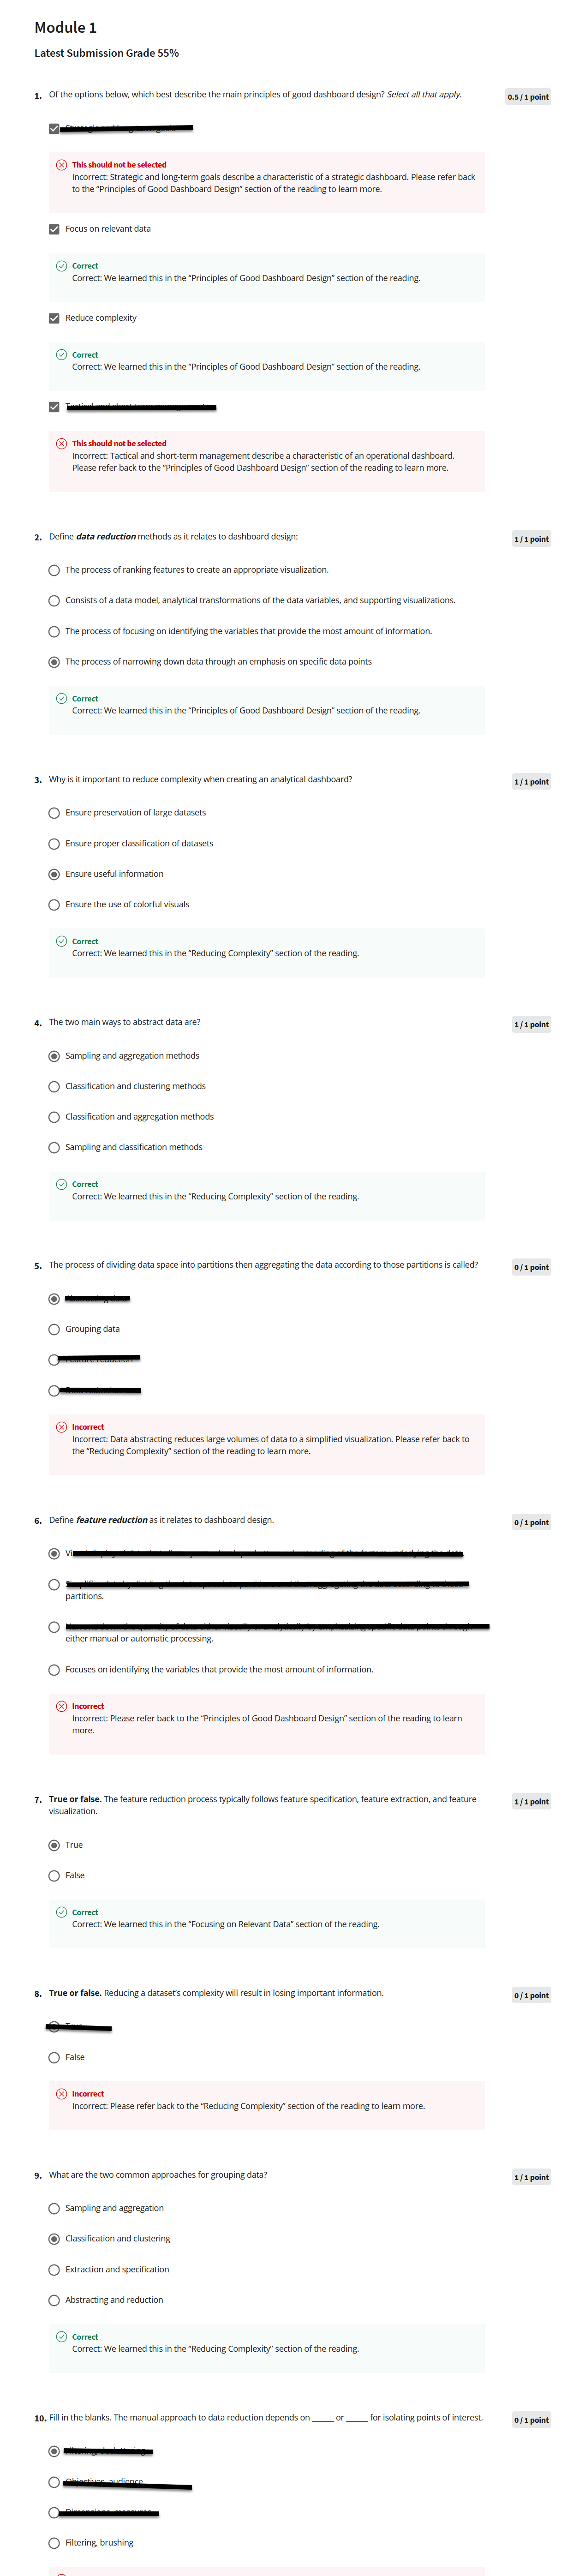 Module 1
Latest Submission Grade 55%
1. Of the options below, which best describe the main principles of good dashboard design? Select all that apply.
0.5 / 1 point
This should not be selected
Incorrect: Strategic and long-term goals describe a characteristic of a strategic dashboard. Please refer back
to the “Principles of Good Dashboard Design” section of the reading to learn more.
Focus on relevant data
Correct
Correct: We learned this in the “Principles of Good Dashboard Design” section of the reading.
Reduce complexity
Correct
Correct: We learned this in the “Principles of Good Dashboard Design” section of the reading.
This should not be selected
Incorrect: Tactical and short-term management describe a characteristic of an operational dashboard.
Please refer back to the “Principles of Good Dashboard Design” section of the reading to learn more.
2. Define data reduction methods as it relates to dashboard design:
1 / 1 point
The process of ranking features to create an appropriate visualization.
Consists of a data model, analytical transformations of the data variables, and supporting visualizations.
The process of focusing on identifying the variables that provide the most amount of information.
The process of narrowing down data through an emphasis on specific data points
Correct
Correct: We learned this in the “Principles of Good Dashboard Design” section of the reading.
3. Why is it important to reduce complexity when creating an analytical dashboard?
1 / 1 point
Ensure preservation of large datasets
Ensure proper classification of datasets
Ensure useful information
Ensure the use of colorful visuals
Correct
Correct: We learned this in the “Reducing Complexity” section of the reading.
4. The two main ways to abstract data are?
1 / 1 point
Sampling and aggregation methods
Classification and clustering methods
Classification and aggregation methods
Sampling and classification methods
Correct
Correct: We learned this in the “Reducing Complexity” section of the reading.
5. The process of dividing data space into partitions then aggregating the data according to those partitions is called?
0 / 1 point
Grouping data
Incorrect
Incorrect: Data abstracting reduces large volumes of data to a simplified visualization. Please refer back to
the “Reducing Complexity” section of the reading to learn more.
6. Define feature reduction as it relates to dashboard design.
0 / 1 point
partitions.
either manual or automatic processing.
Focuses on identifying the variables that provide the most amount of information.
Incorrect
Incorrect: Please refer back to the “Principles of Good Dashboard Design” section of the reading to learn
more.
7. True or false. The feature reduction process typically follows feature specification, feature extraction, and feature
visualization.
1 / 1 point
True
False
Correct
Correct: We learned this in the “Focusing on Relevant Data” section of the reading.
8. True or false. Reducing a dataset’s complexity will result in losing important information.
0 / 1 point
False
Incorrect
Incorrect: Please refer back to the “Reducing Complexity” section of the reading to learn more.
9. What are the two common approaches for grouping data?
1 / 1 point
Sampling and aggregation
Classification and clustering
Extraction and specification
Abstracting and reduction
Correct
Correct: We learned this in the “Reducing Complexity” section of the reading.
10. Fill in the blanks. The manual approach to data reduction depends on _____ or _____ for isolating points of interest.
0 / 1 point
Objectives, audience
Filtering, brushing